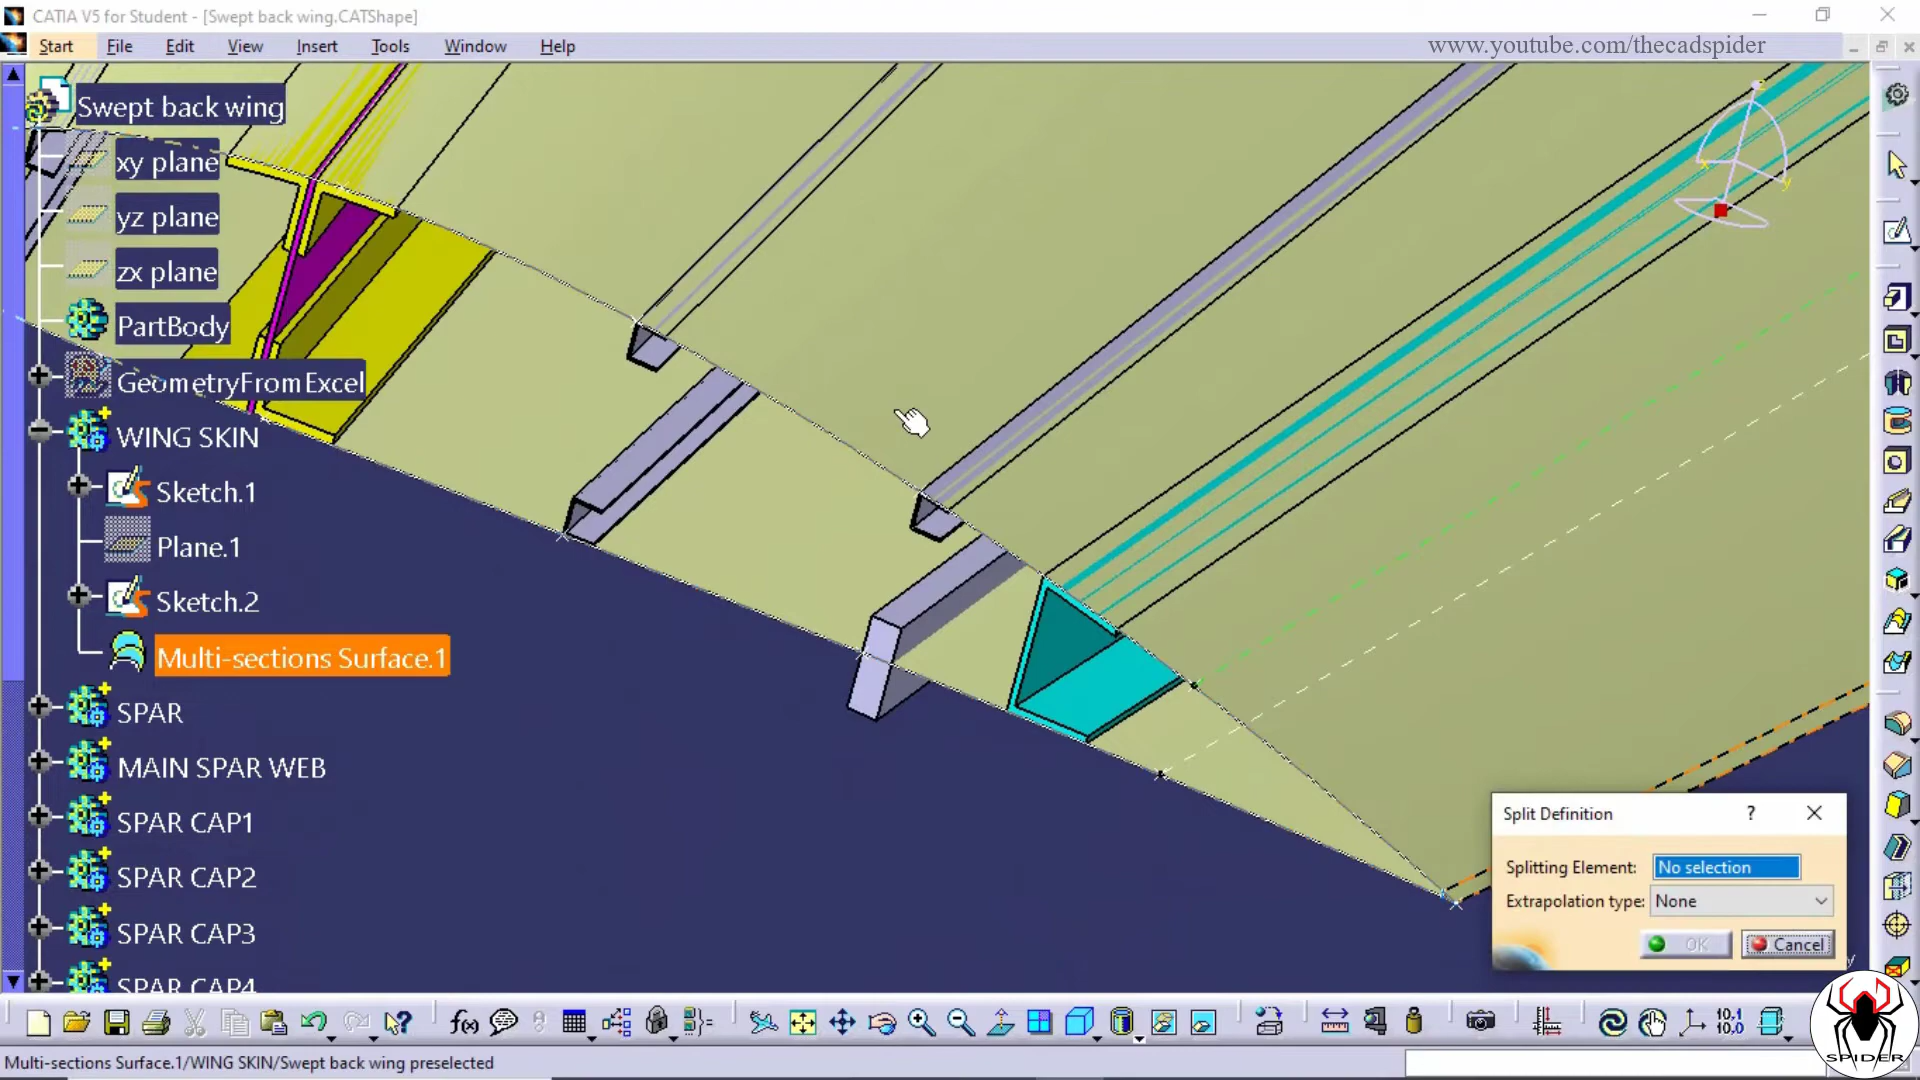 CATIA V5 for Student - [Swept back wing.CATShape]
Start File Edit View Insert Tools Window Help
www.youtube.com/thecadspider
Swept back wing
xy plane
yz plane
zx plane
PartBody
GeometryFromExcel
WING SKIN
Sketch.1
Plane.1
Sketch.2
Multi-sections Surface.1
SPAR
MAIN SPAR WEB
SPAR CAP1
SPAR CAP2
SPAR CAP3
SPAR CAP4
Split Definition ?
Splitting Element: No selection
Extrapolation type: None
OK Cancel
f(x)
10,1
10,0
SPIDER
Multi-sections Surface.1/WING SKIN/Swept back wing preselected